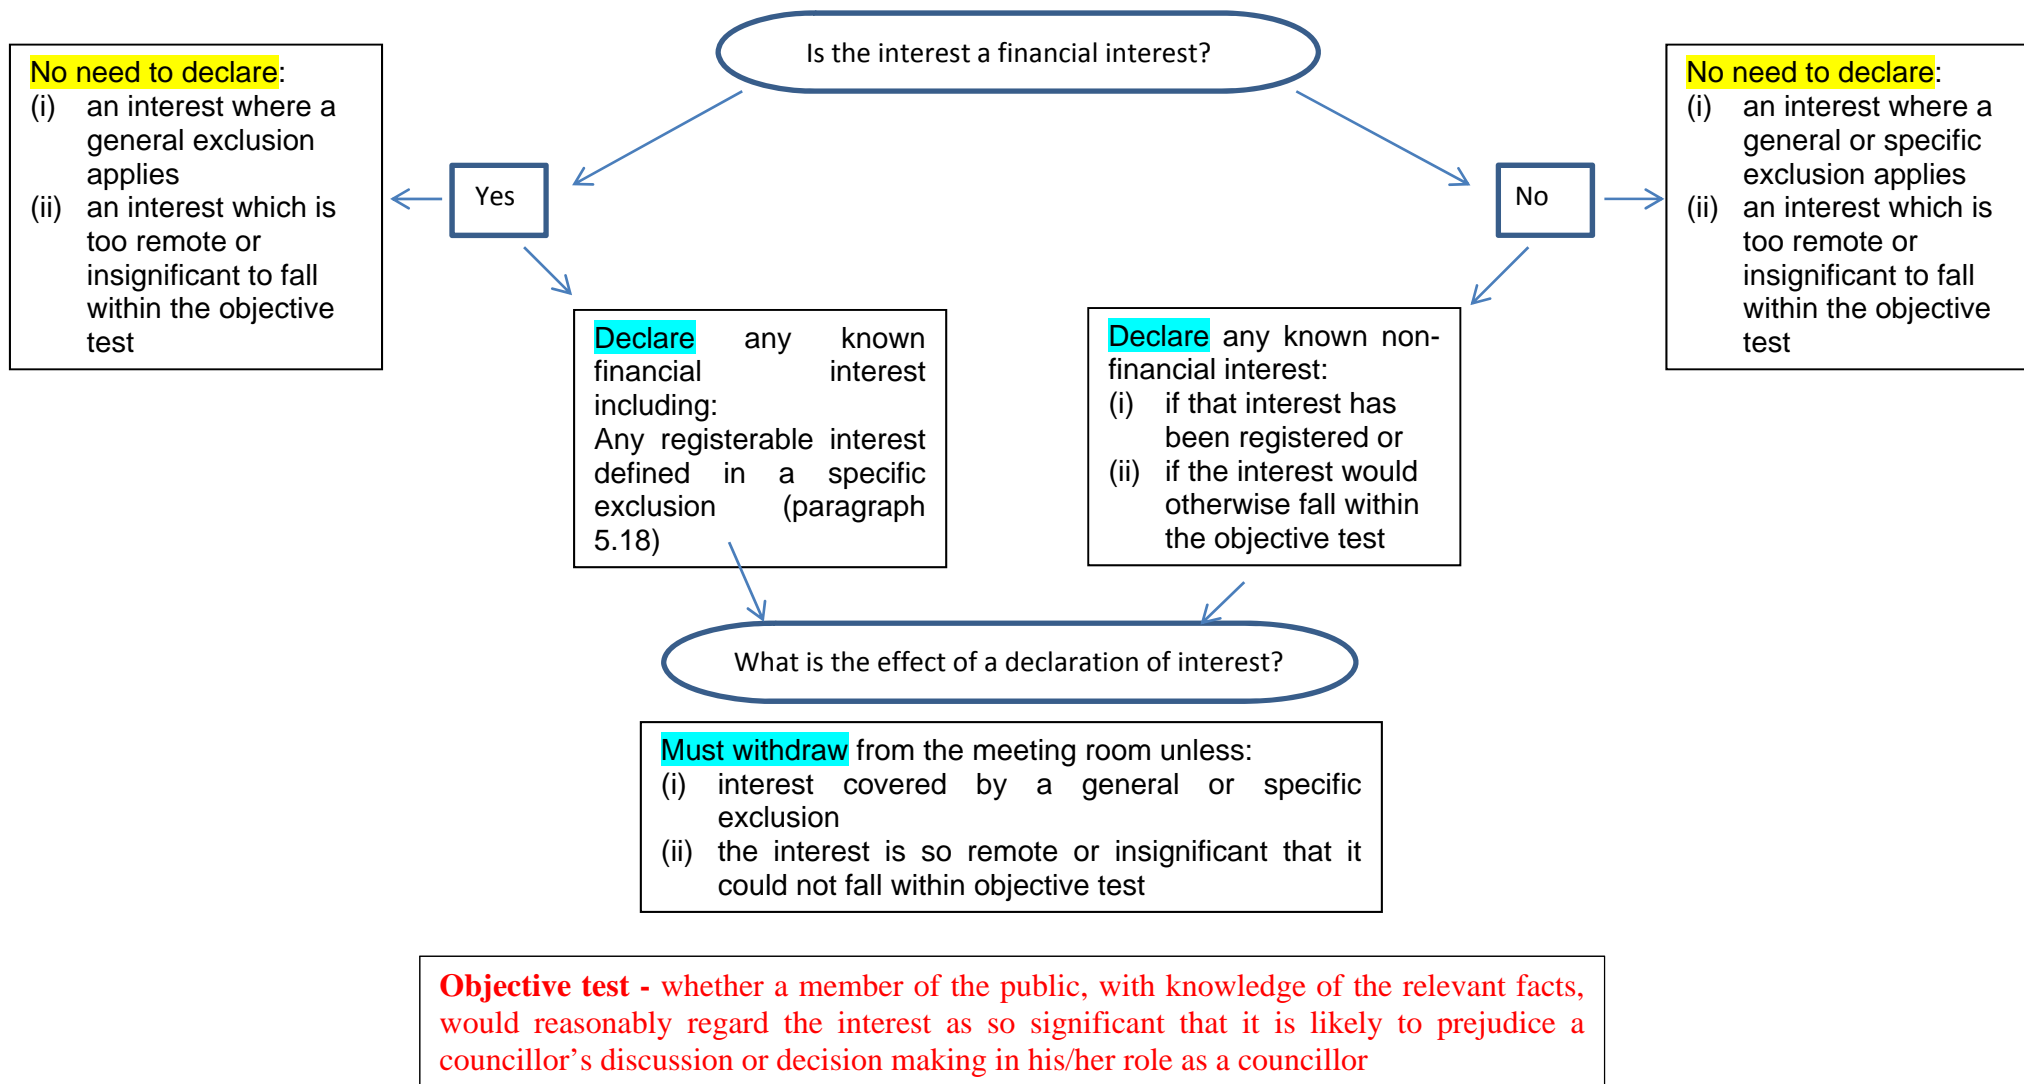 Is the interest a financial interest?
No need to declare:
(i) an interest where a
general exclusion
applies
(ii) an interest which is
too remote or
insignificant to fall
within the objective
test
Yes
No
No need to declare:
(i) an interest where a
general or specific
exclusion applies
(ii) an interest which is
too remote or
insignificant to fall
within the objective
test
Declare any known
financial interest
including:
Any registerable interest
defined in a specific
exclusion (paragraph
5.18)
Declare any known non-
financial interest:
(i) if that interest has
been registered or
(ii) if the interest would
otherwise fall within
the objective test
What is the effect of a declaration of interest?
Must withdraw from the meeting room unless:
(i) interest covered by a general or specific
exclusion
(ii) the interest is so remote or insignificant that it
could not fall within objective test
Objective test - whether a member of the public, with knowledge of the relevant facts,
would reasonably regard the interest as so significant that it is likely to prejudice a
councillor’s discussion or decision making in his/her role as a councillor